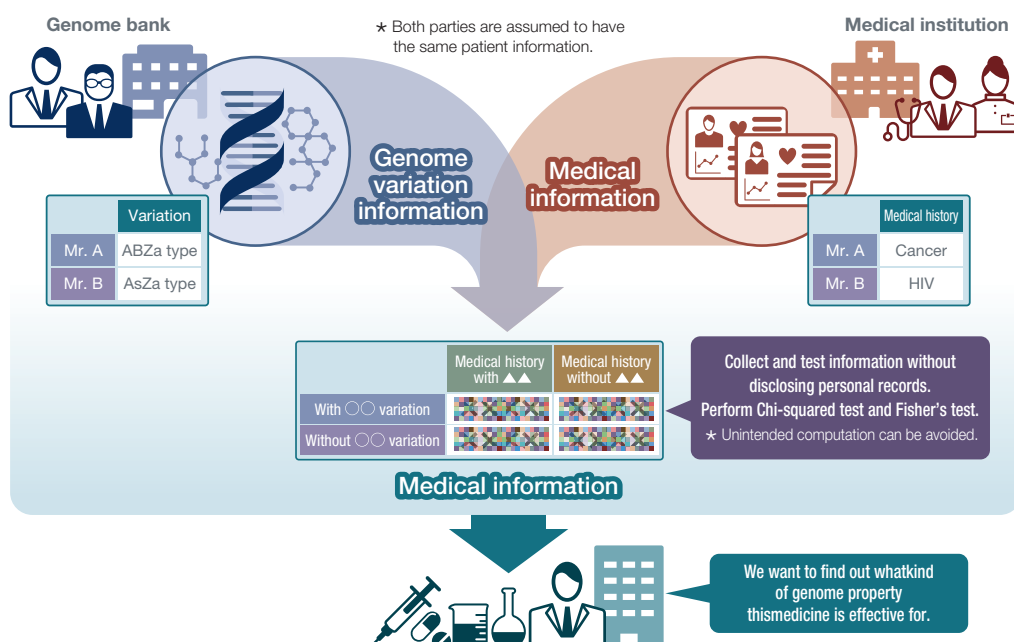 Genome bank
* Both parties are assumed to have
the same patient information.
Medical institution
Genome
variation
information
Medical
information
Variation
Mr. A ABZa type
Mr. B AsZa type
Medical history
Mr. A Cancer
Mr. B HIV
Medical history
with ▲▲
Medical history
without ▲▲
With ○○ variation
Without ○○ variation
Collect and test information without
disclosing personal records.
Perform Chi-squared test and Fisher's test.
* Unintended computation can be avoided.
Medical information
We want to find out whatkind
of genome property
thismedicine is effective for.